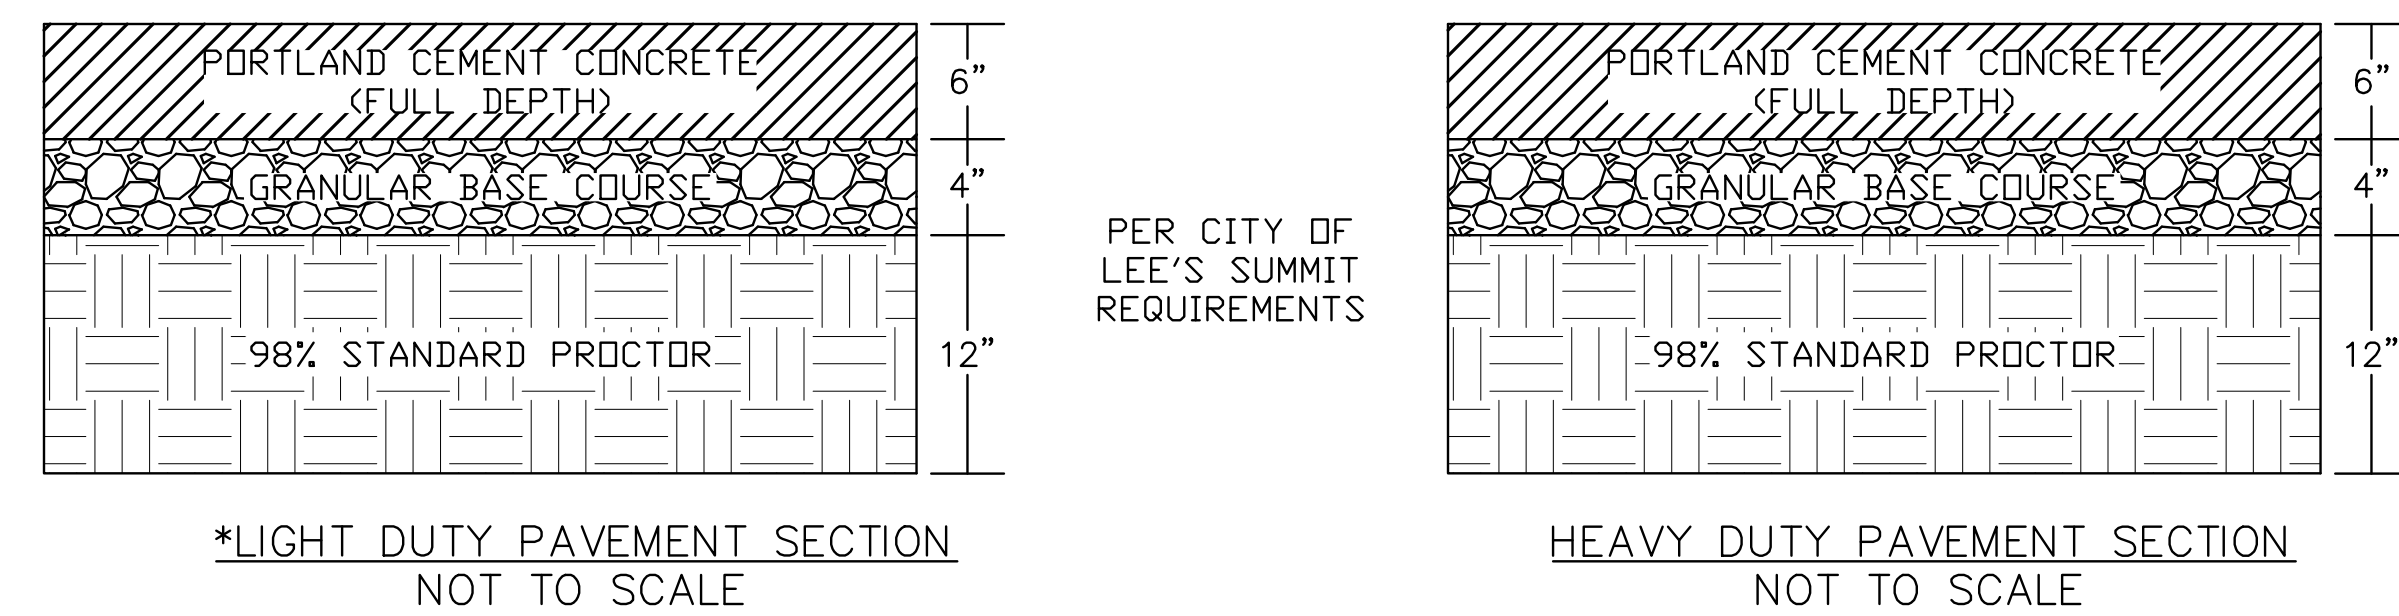 PORTLAND CEMENT CONCRETE
(FULL DEPTH)
6"
GRANULAR BASE COURSE
4"
98% STANDARD PROCTOR
12"
*LIGHT DUTY PAVEMENT SECTION
NOT TO SCALE
PER CITY OF
LEE'S SUMMIT
REQUIREMENTS
PORTLAND CEMENT CONCRETE
(FULL DEPTH)
6"
GRANULAR BASE COURSE
4"
98% STANDARD PROCTOR
12"
HEAVY DUTY PAVEMENT SECTION
NOT TO SCALE